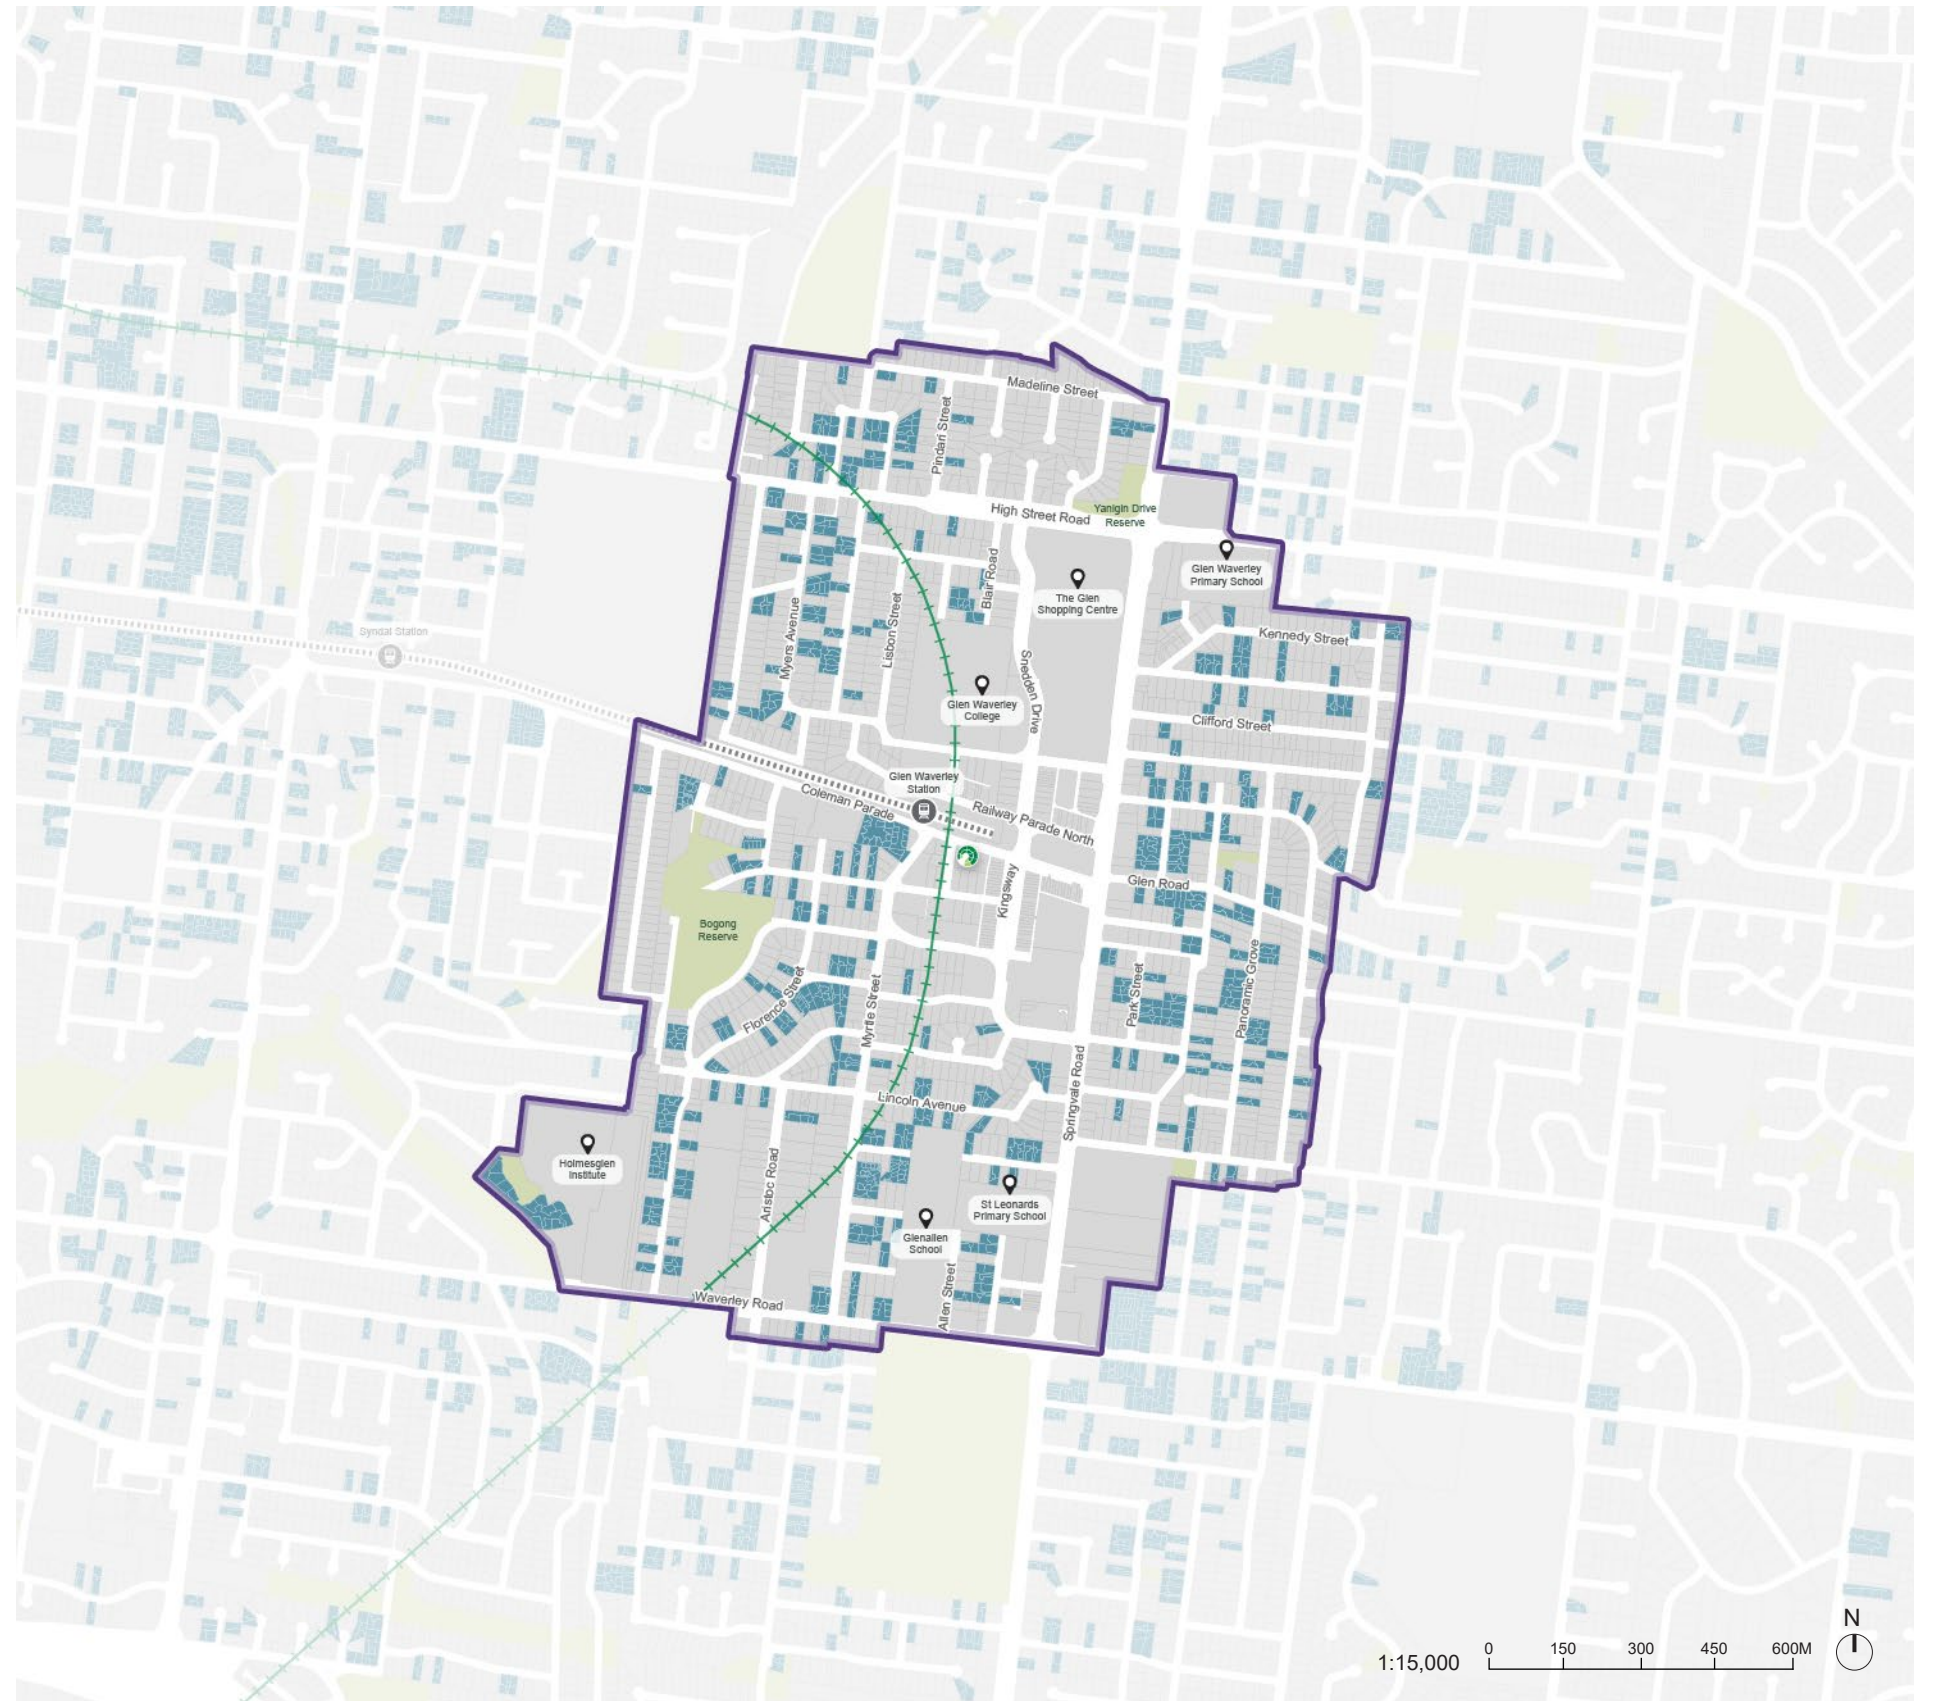 Madeline Street
Pindari Street
High Street Road
Yanigin Drive
Reserve
Glen Waverley
Primary School
The Glen
Shopping Centre
Blair Road
Kennedy Street
Myers Avenue
Lisbon Street
Syndal Station
Snedden Drive
Glen Waverley
College
Clifford Street
Glen Waverley
Station
Coleman Parade
Railway Parade North
Kingsway
Glen Road
Bogong
Reserve
Florence Street
Myrtle Street
Park Street
Panoramic Grove
Springvale Road
Lincoln Avenue
Holmesglen
Institute
Aristoc Road
St Leonards
Primary School
Glenallen
School
Allen Street
Waverley Road
N
1:15,000
0 150 300 450 600M